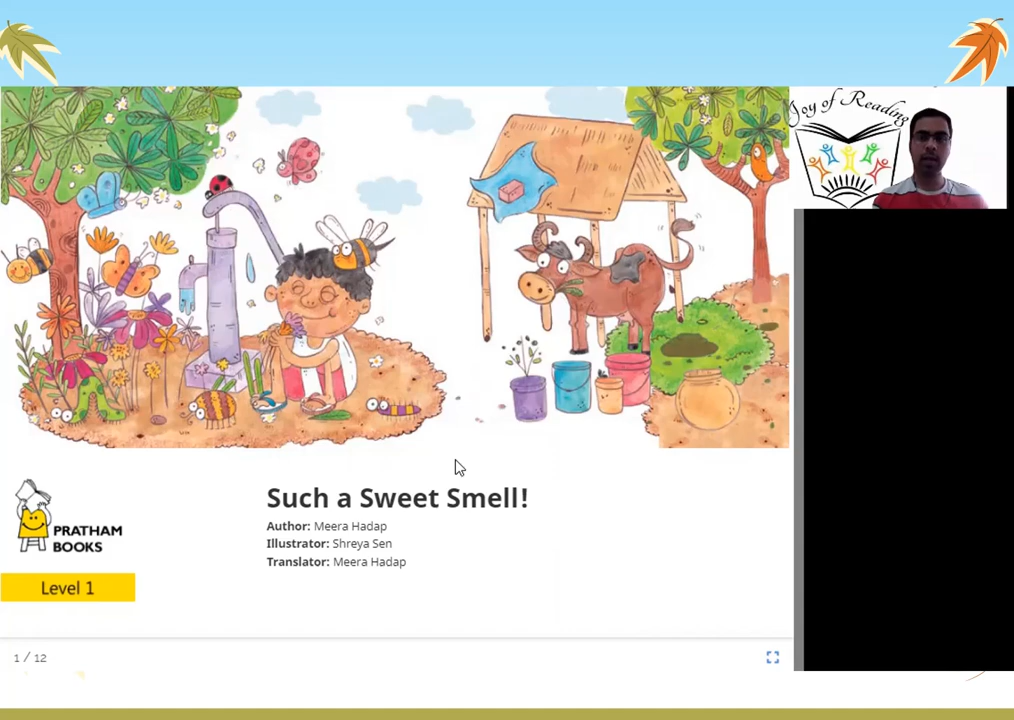 Joy of Reading
Such a Sweet Smell!
Author: Meera Hadap
Illustrator: Shreya Sen
Translator: Meera Hadap
PRATHAM
BOOKS
Level 1
1 / 12